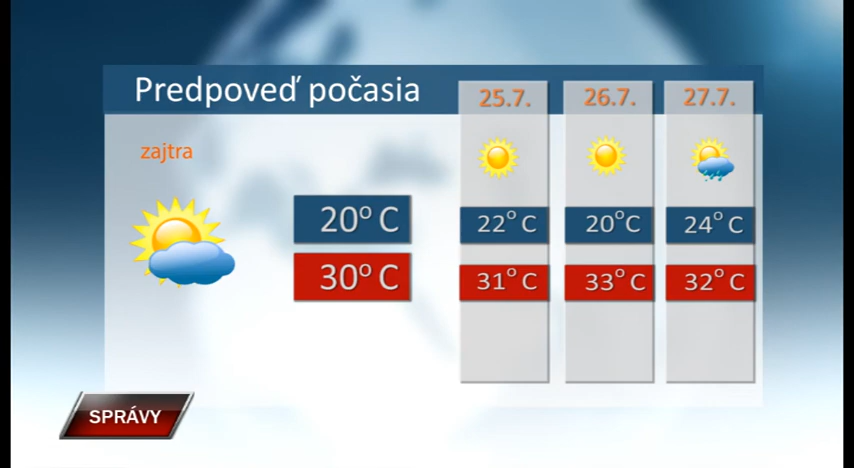 Predpoveď počasia
zajtra
20° C
30° C
25.7.
22° C
31° C
26.7.
20°C
33° C
27.7.
24° C
32° C
SPRÁVY